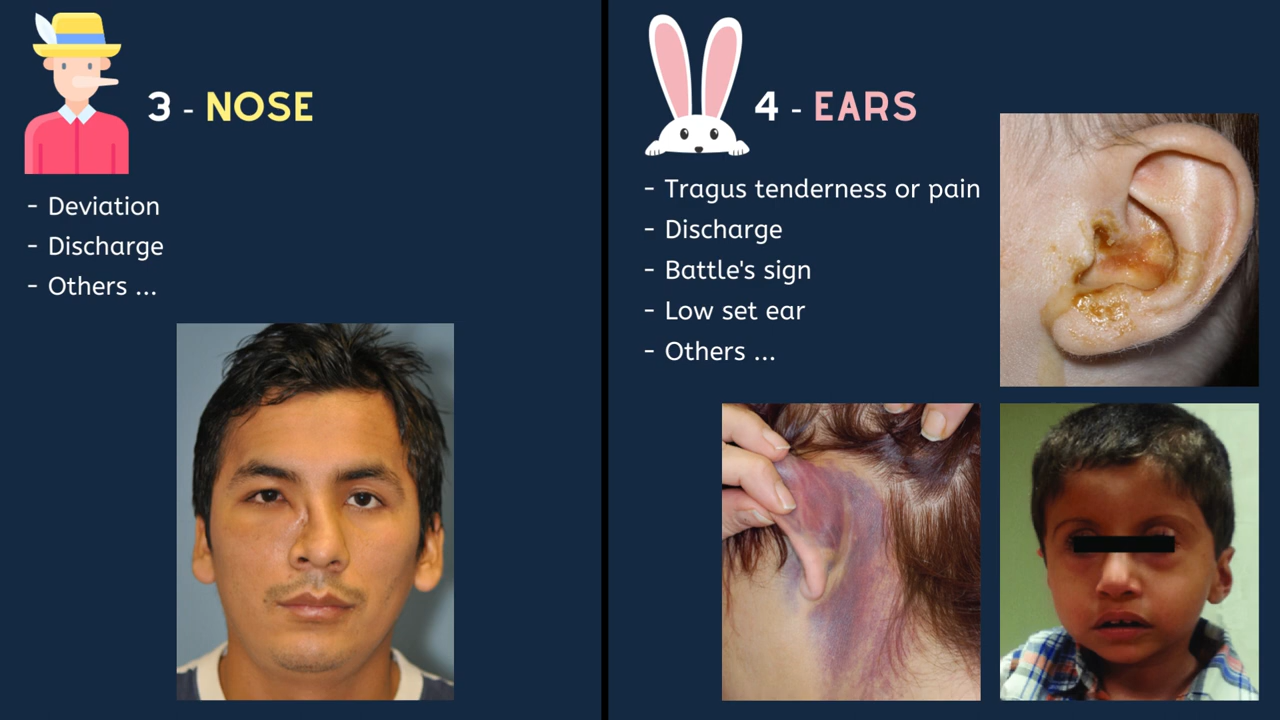 3 - NOSE
- Deviation
- Discharge
- Others ...
4 - EARS
- Tragus tenderness or pain
- Discharge
- Battle's sign
- Low set ear
- Others ...